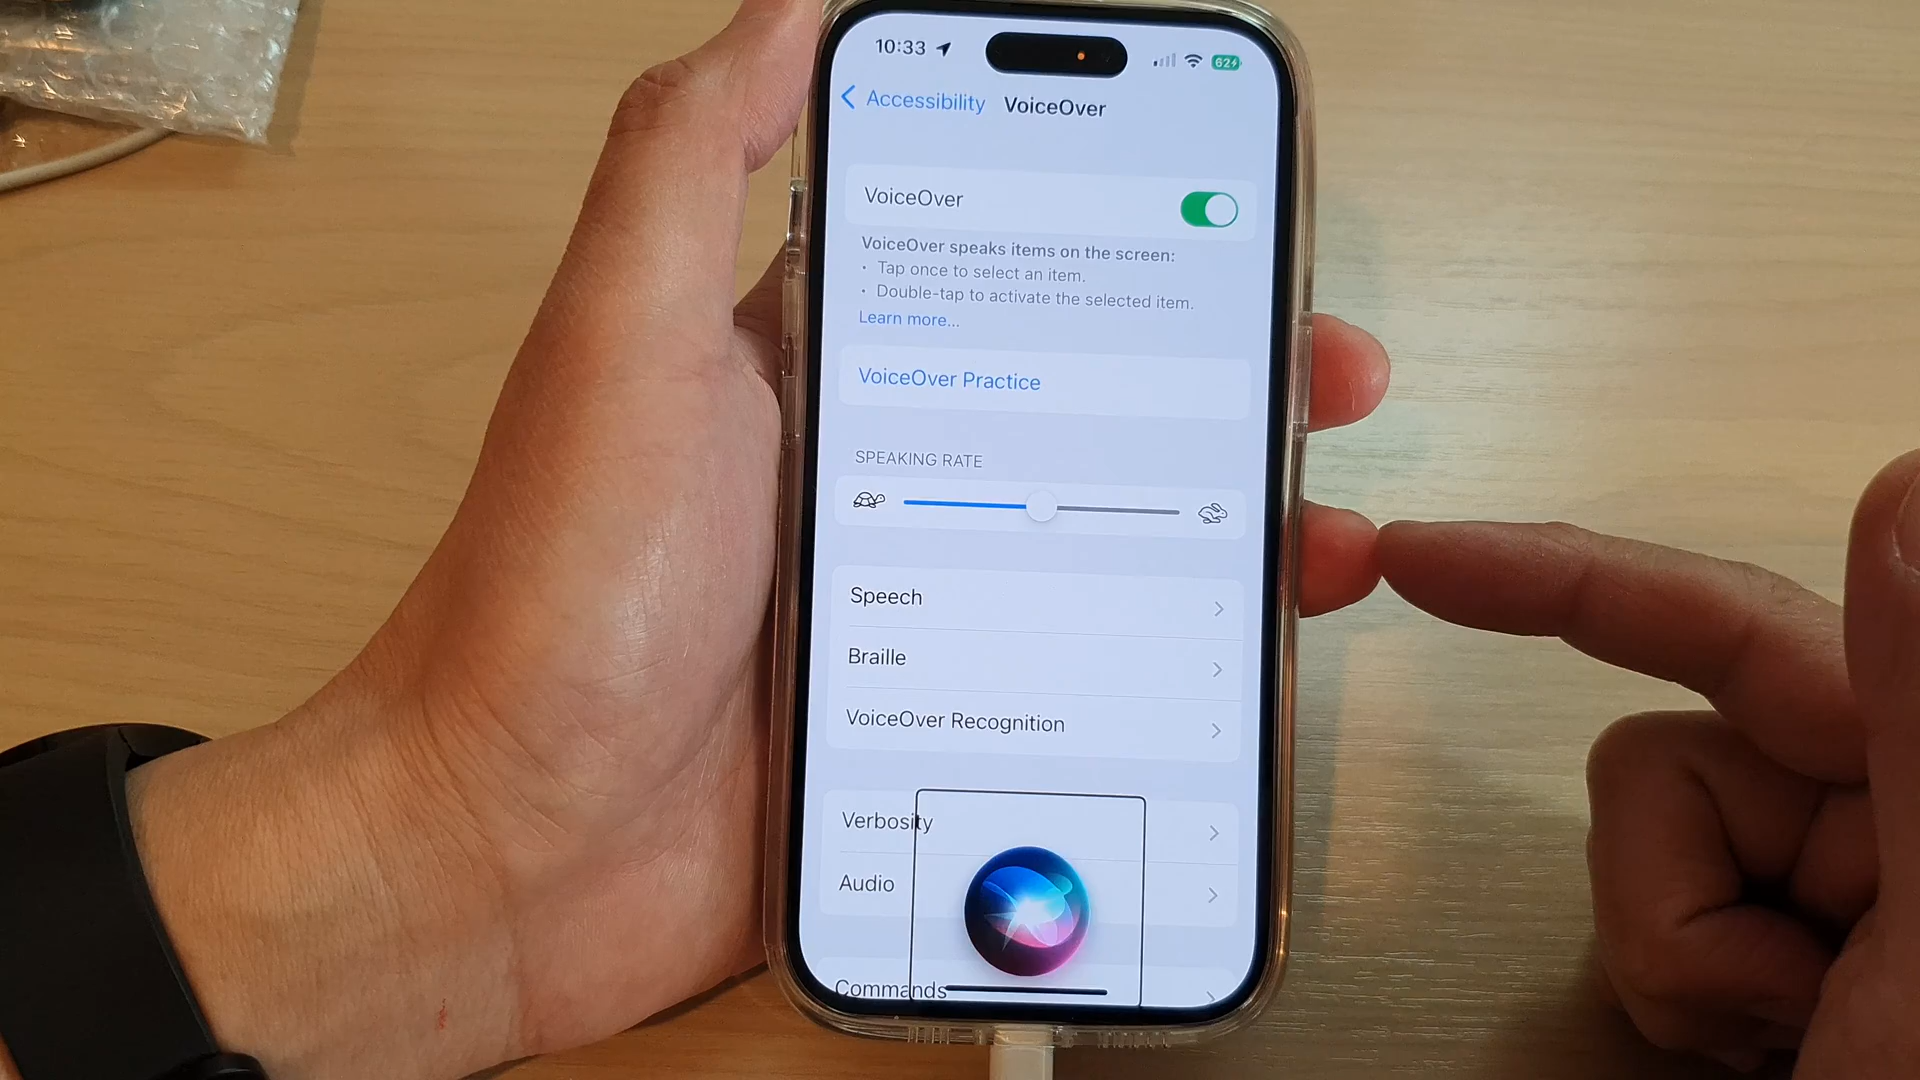 10:33
62
Accessibility VoiceOver
VoiceOver
VoiceOver speaks items on the screen:
• Tap once to select an item.
• Double-tap to activate the selected item.
Learn more...
VoiceOver Practice
SPEAKING RATE
Speech
Braille
VoiceOver Recognition
Verbosity
Audio
Commands